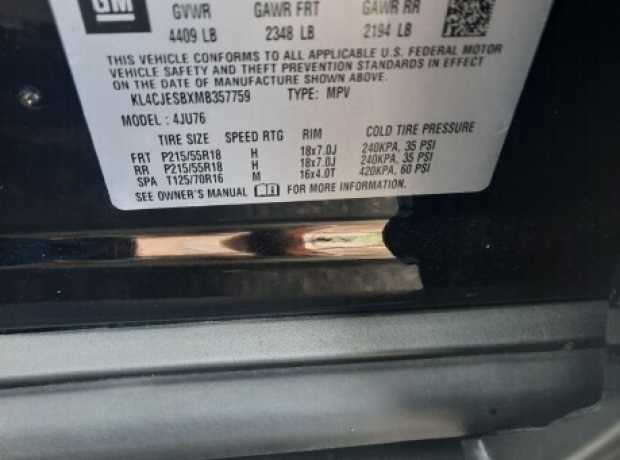 GM
GVWR GAWR FRT GAWR RR
4409 LB 2348 LB 2194 LB
THIS VEHICLE CONFORMS TO ALL APPLICABLE U.S. FEDERAL MOTOR
VEHICLE SAFETY AND THEFT PREVENTION STANDARDS IN EFFECT
ON THE DATE OF MANUFACTURE SHOWN ABOVE.
KL4CJESBXMB357759 TYPE: MPV
MODEL: 4JU76
TIRE SIZE SPEED RTG RIM COLD TIRE PRESSURE
FRT P215/55R18 H 18x7.0J 240KPA, 35 PSI
RR P215/55R18 H 18x7.0J 240KPA, 35 PSI
SPA T125/70R16 M 16x4.0T 420KPA, 60 PSI
SEE OWNER'S MANUAL FOR MORE INFORMATION.